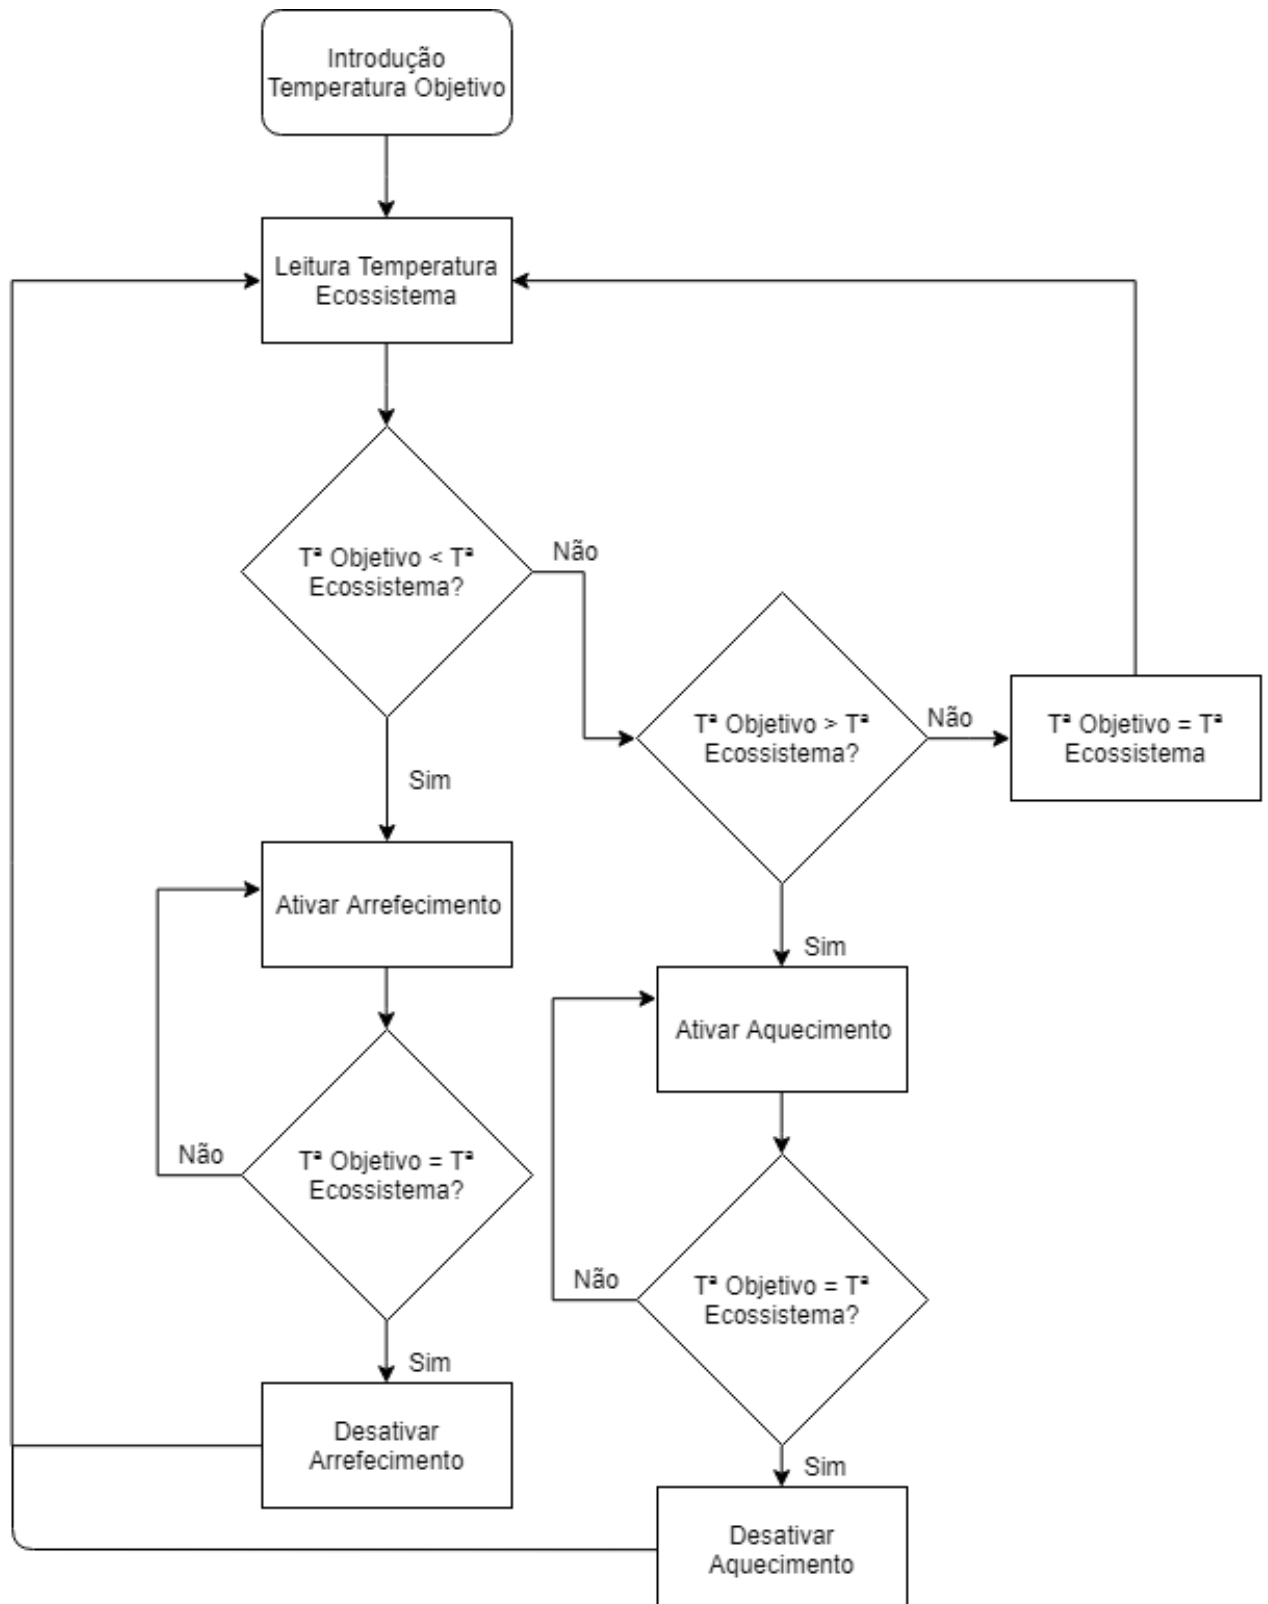 Introdução
Temperatura Objetivo
Leitura Temperatura
Ecossistema
Tª Objetivo < Tª
Ecossistema?
Não
Tª Objetivo > Tª
Ecossistema?
Não
Tª Objetivo = Tª
Ecossistema
Sim
Ativar Arrefecimento
Sim
Ativar Aquecimento
Não
Tª Objetivo = Tª
Ecossistema?
Não
Tª Objetivo = Tª
Ecossistema?
Sim
Desativar
Arrefecimento
Sim
Desativar
Aquecimento